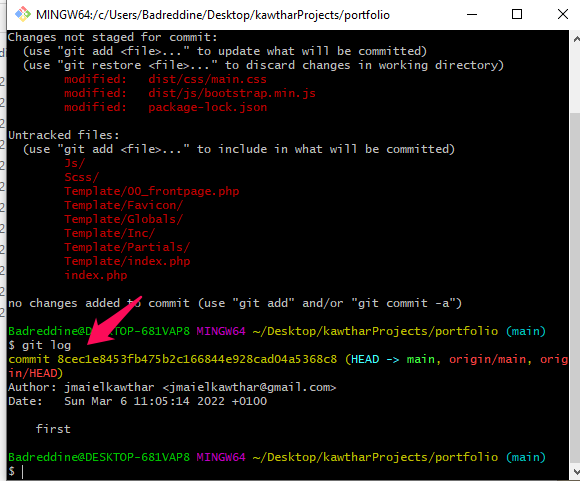 MINGW64:/c/Users/Badreddine/Desktop/kawtharProjects/portfolio
Changes not staged for commit:
  (use "git add <file>..." to update what will be committed)
  (use "git restore <file>..." to discard changes in working directory)
        modified:   dist/css/main.css
        modified:   dist/js/bootstrap.min.js
        modified:   package-lock.json
Untracked files:
  (use "git add <file>..." to include in what will be committed)
        Js/
        Scss/
        Template/00_frontpage.php
        Template/Favicon/
        Template/Globals/
        Template/Inc/
        Template/Partials/
        Template/index.php
        index.php
no changes added to commit (use "git add" and/or "git commit -a")
Badreddine@DESKTOP-681VAP8 MINGW64 ~/Desktop/kawtharProjects/portfolio (main)
$ git log
commit 8cec1e8453fb475b2c166844e928cad04a5368c8 (HEAD -> main, origin/main, orig
in/HEAD)
Author: jmaielkawthar <jmaielkawthar@gmail.com>
Date:   Sun Mar 6 11:05:14 2022 +0100
    first
Badreddine@DESKTOP-681VAP8 MINGW64 ~/Desktop/kawtharProjects/portfolio (main)
$